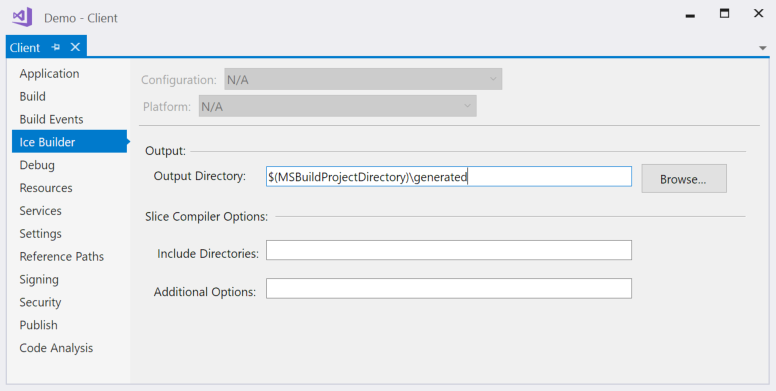 Demo - Client
Client
Application
Build
Build Events
Ice Builder
Debug
Resources
Services
Settings
Reference Paths
Signing
Security
Publish
Code Analysis
Configuration: N/A
Platform: N/A
Output:
Output Directory: $(MSBuildProjectDirectory)\generated Browse...
Slice Compiler Options:
Include Directories:
Additional Options: